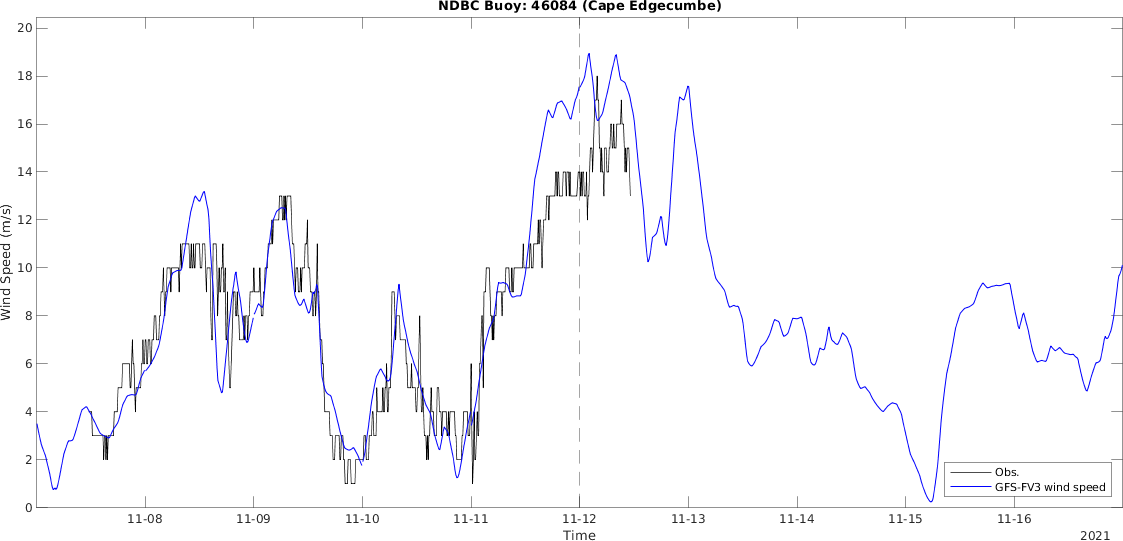 NDBC Buoy: 46084 (Cape Edgecumbe)
20
18
16
14
12
10
8
6
4
2
0
Wind Speed (m/s)
11-08 11-09 11-10 11-11 11-12 11-13 11-14 11-15 11-16
Time
2021
Obs.
GFS-FV3 wind speed